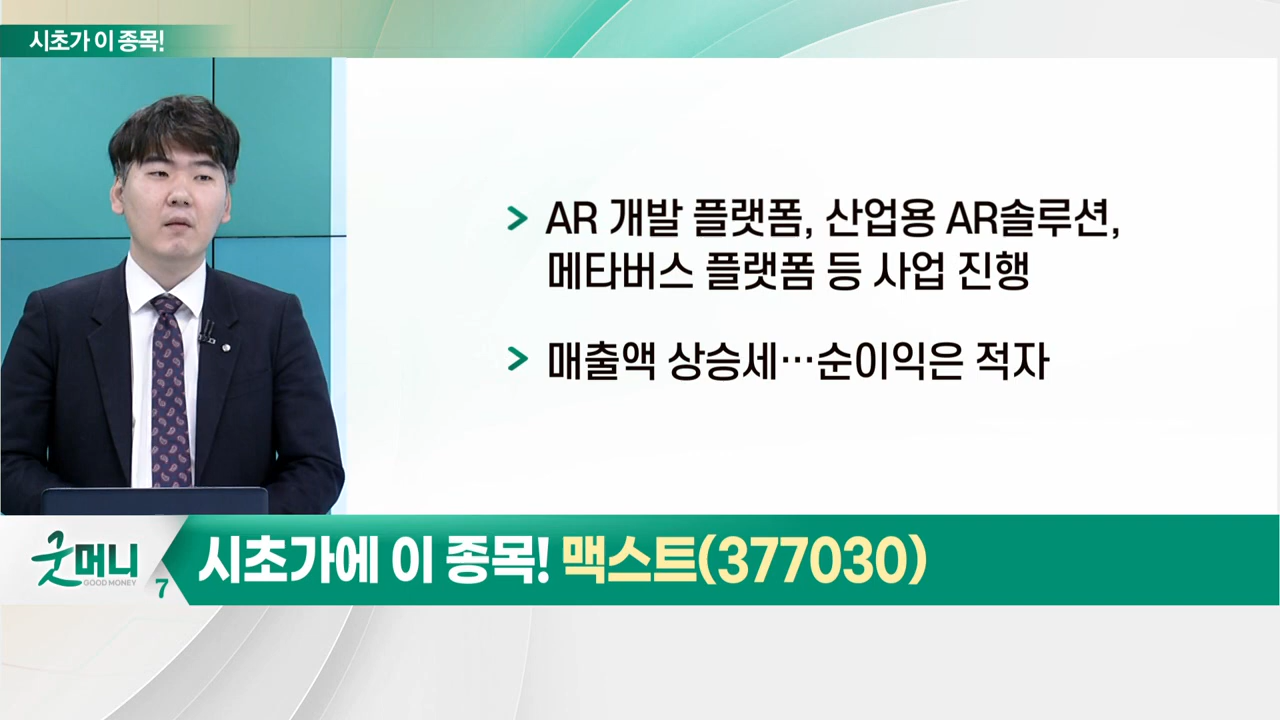 시초가 이 종목!
> AR 개발 플랫폼, 산업용 AR솔루션,
메타버스 플랫폼 등 사업 진행
> 매출액 상승세…순이익은 적자
굿머니
GOOD MONEY
7
시초가에 이 종목! 맥스트(377030)